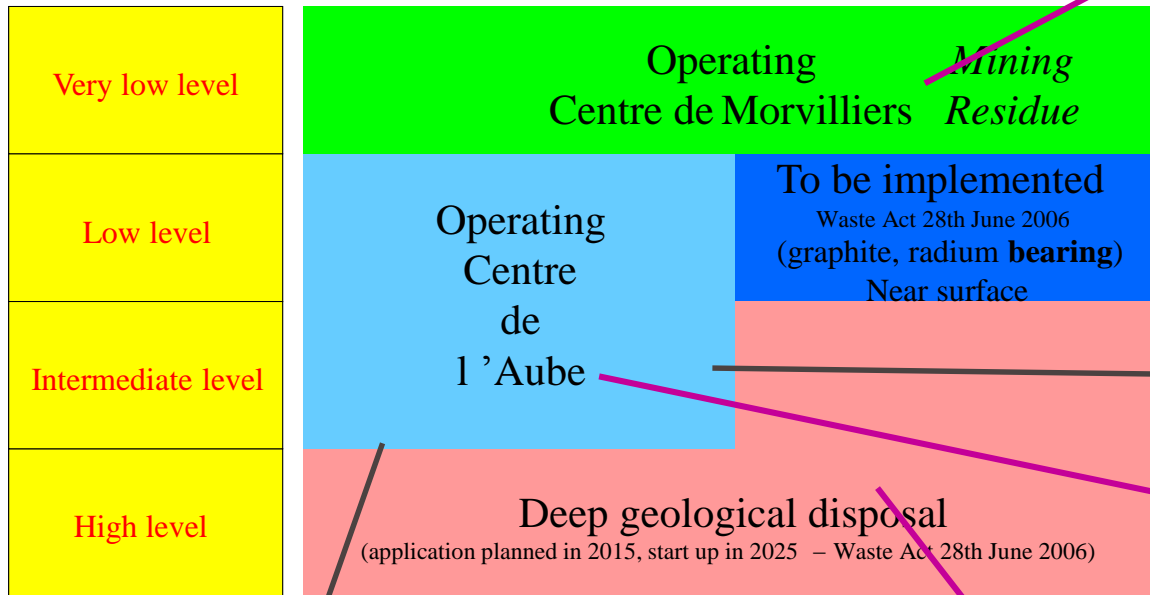 Very low level
Operating Mining
Centre de Morvilliers Residue
Low level
Operating
Centre
de
l ’Aube
To be implemented
Waste Act 28th June 2006
(graphite, radium bearing)
Near surface
Intermediate level
High level
Deep geological disposal
(application planned in 2015, start up in 2025 – Waste Act 28th June 2006)